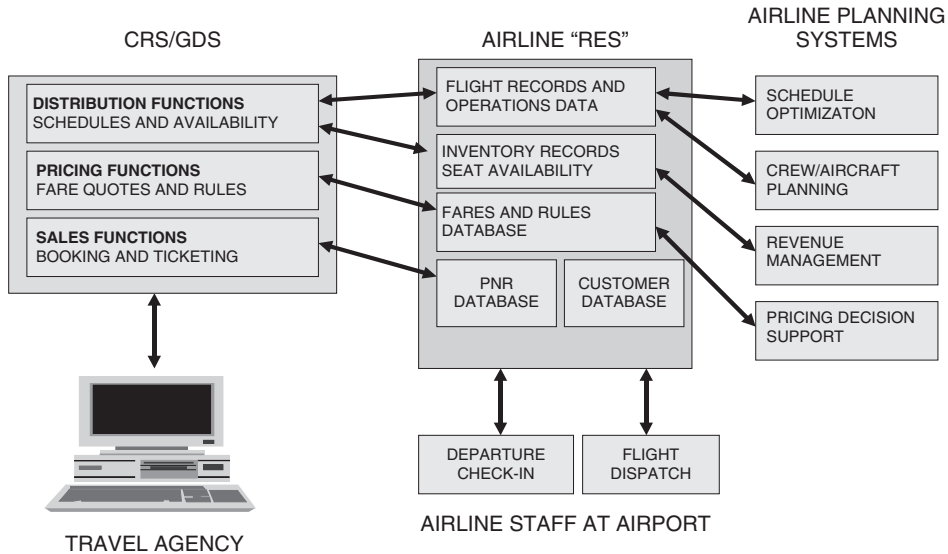 CRS/GDS
DISTRIBUTION FUNCTIONS
SCHEDULES AND AVAILABILITY
PRICING FUNCTIONS
FARE QUOTES AND RULES
SALES FUNCTIONS
BOOKING AND TICKETING
TRAVEL AGENCY
AIRLINE “RES”
FLIGHT RECORDS AND
OPERATIONS DATA
INVENTORY RECORDS
SEAT AVAILABILITY
FARES AND RULES
DATABASE
PNR
DATABASE
CUSTOMER
DATABASE
DEPARTURE
CHECK-IN
FLIGHT
DISPATCH
AIRLINE STAFF AT AIRPORT
AIRLINE PLANNING
SYSTEMS
SCHEDULE
OPTIMIZATON
CREW/AIRCRAFT
PLANNING
REVENUE
MANAGEMENT
PRICING DECISION
SUPPORT